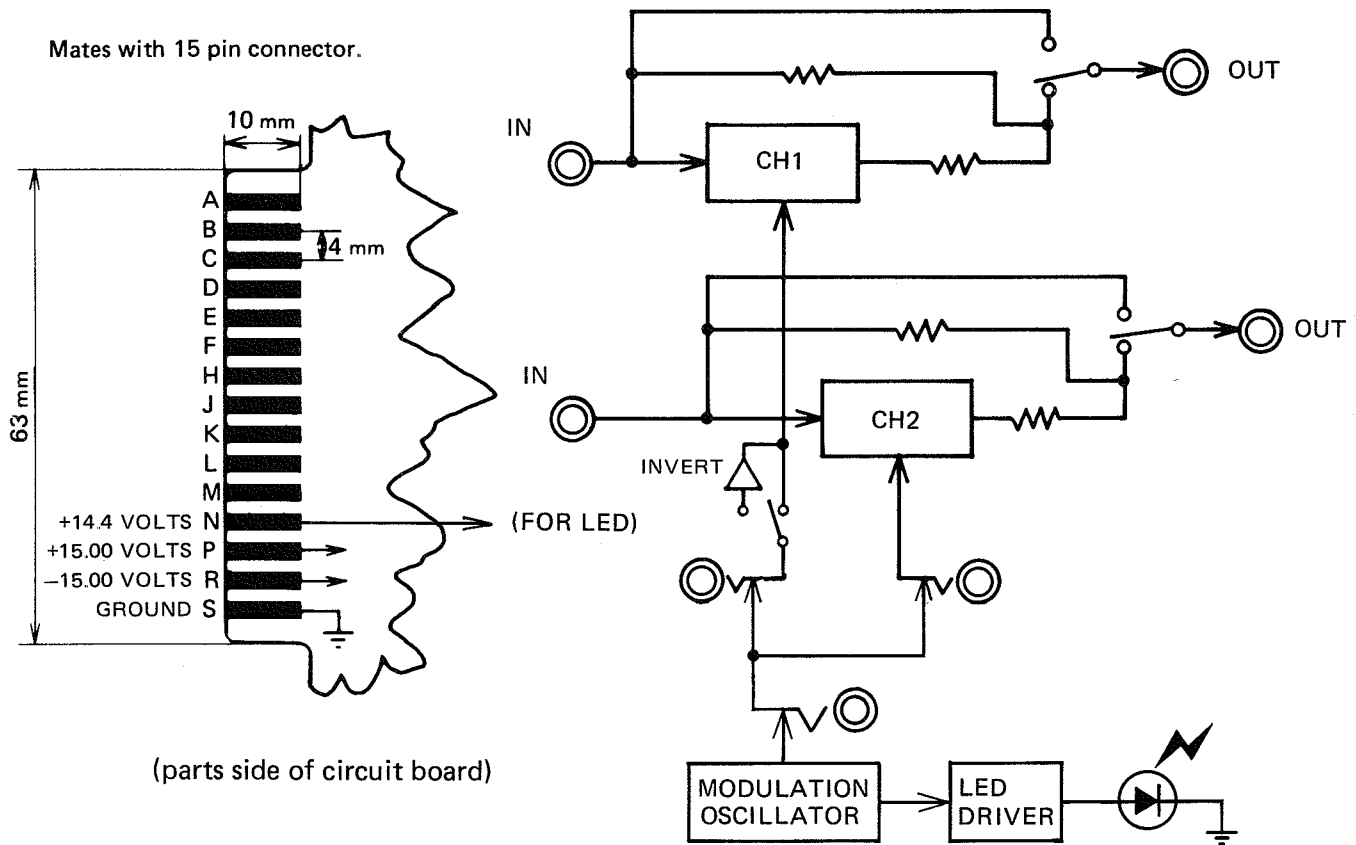 Mates with 15 pin connector.
10 mm
A
B
C
4 mm
D
E
F
H
J
K
L
M
63 mm
+14.4 VOLTS N
(FOR LED)
+15.00 VOLTS P
−15.00 VOLTS R
GROUND S
(parts side of circuit board)
IN
CH1
OUT
IN
CH2
OUT
INVERT
MODULATION
OSCILLATOR
LED
DRIVER